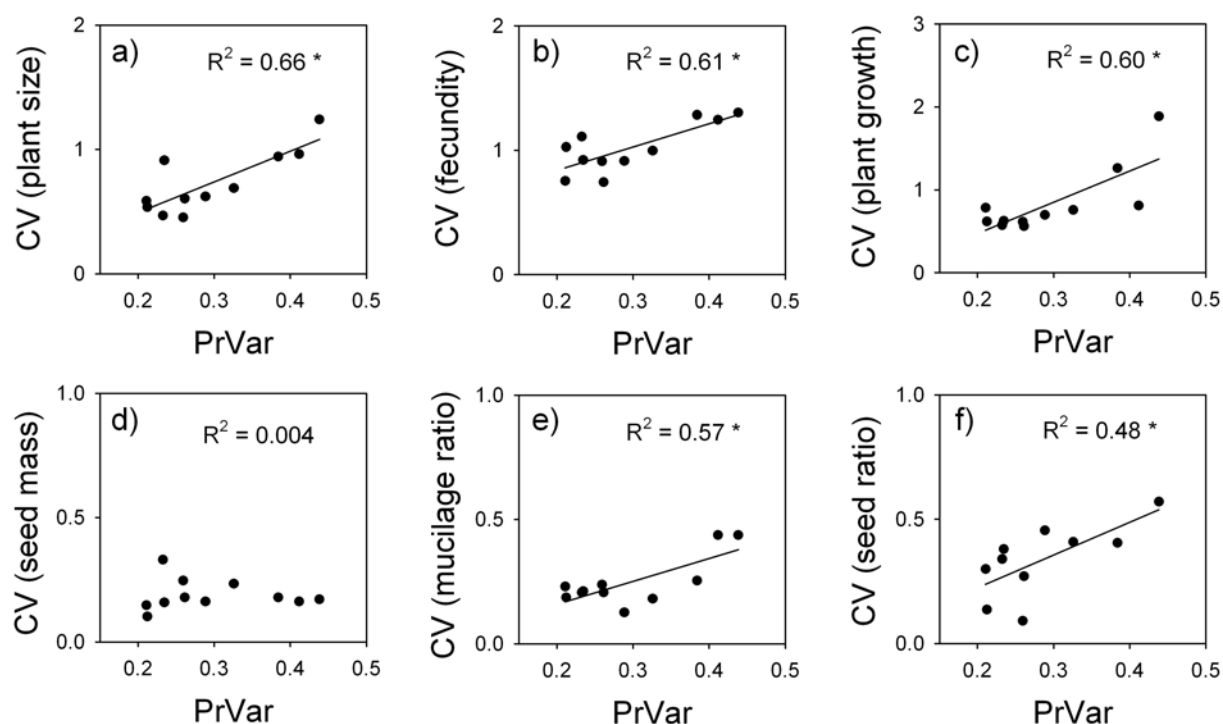 a)
R² = 0.66 *
CV (plant size)
2
1
0
0.2 0.3 0.4 0.5
PrVar
b)
R² = 0.61 *
CV (fecundity)
2
1
0
0.2 0.3 0.4 0.5
PrVar
c)
R² = 0.60 *
CV (plant growth)
3
2
1
0
0.2 0.3 0.4 0.5
PrVar
d)
R² = 0.004
CV (seed mass)
1.0
0.5
0.0
0.2 0.3 0.4 0.5
PrVar
e)
R² = 0.57 *
CV (mucilage ratio)
1.0
0.5
0.0
0.2 0.3 0.4 0.5
PrVar
f)
R² = 0.48 *
CV (seed ratio)
1.0
0.5
0.0
0.2 0.3 0.4 0.5
PrVar